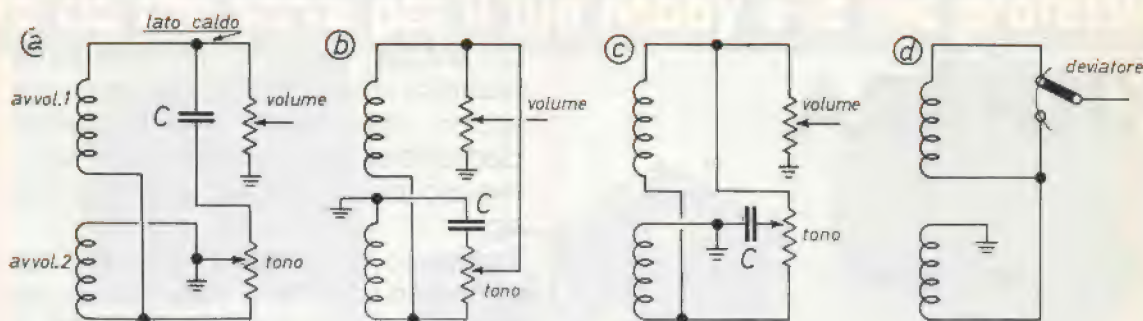 a
lato caldo
avvol.1
C
volume
avvol.2
tono
b
volume
C
tono
c
volume
C
tono
d
deviatore